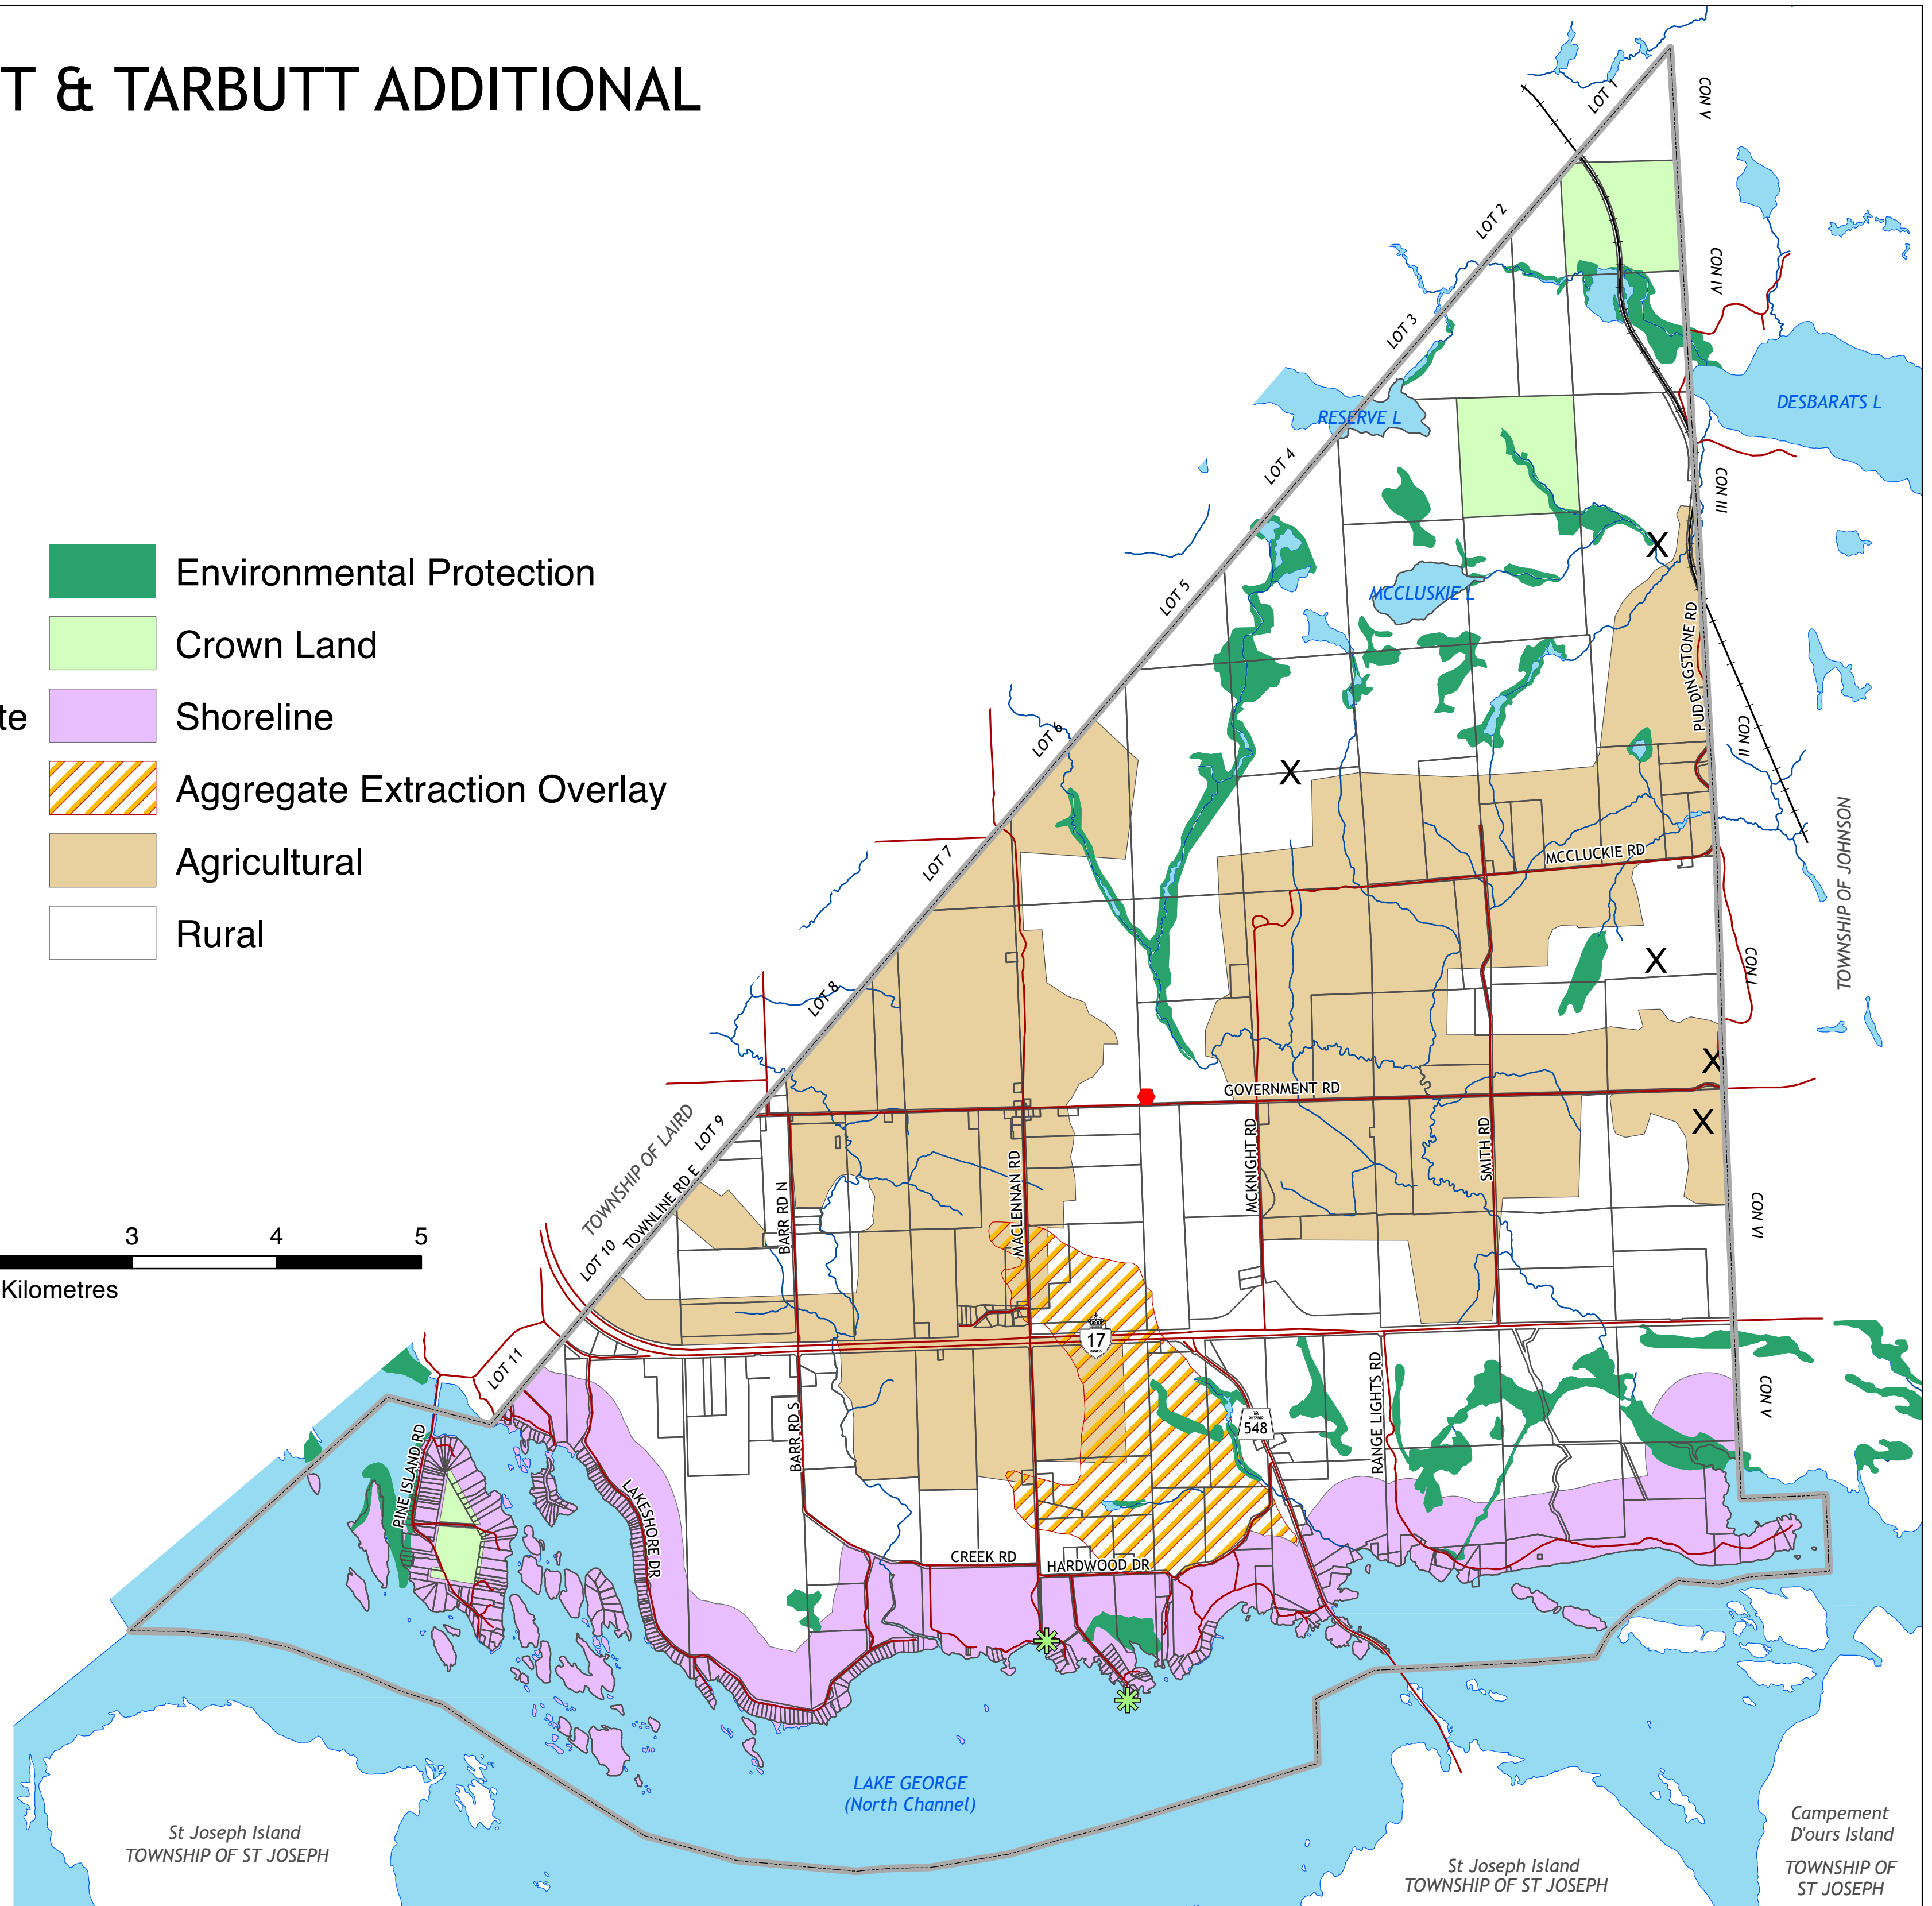 T & TARBUTT ADDITIONAL
Environmental Protection
Crown Land
te
Shoreline
Aggregate Extraction Overlay
Agricultural
Rural
3
4
5
Kilometres
LOT 1
LOT 2
LOT 3
LOT 4
LOT 5
LOT 6
LOT 7
LOT 8
LOT 9
LOT 10
LOT 11
CON V
CON IV
CON III
CON II
CON I
CON VI
CON V
RESERVE L
DESBARATS L
MCCLUSKIE L
X
X
X
X
X
PUDDINGSTONE RD
TOWNSHIP OF JOHNSON
MCCLUCKIE RD
GOVERNMENT RD
TOWNSHIP OF LAIRD
TOWNLINE RD E
BARR RD N
MACLENNAN RD
MCKNIGHT RD
SMITH RD
17
ONTARIO
ONTARIO
548
RANGE LIGHTS RD
BARR RD S
PINE ISLAND RD
LAKESHORE DR
CREEK RD
HARDWOOD DR
LAKE GEORGE
(North Channel)
St Joseph Island
TOWNSHIP OF ST JOSEPH
St Joseph Island
TOWNSHIP OF ST JOSEPH
Campement
D'ours Island
TOWNSHIP OF
ST JOSEPH